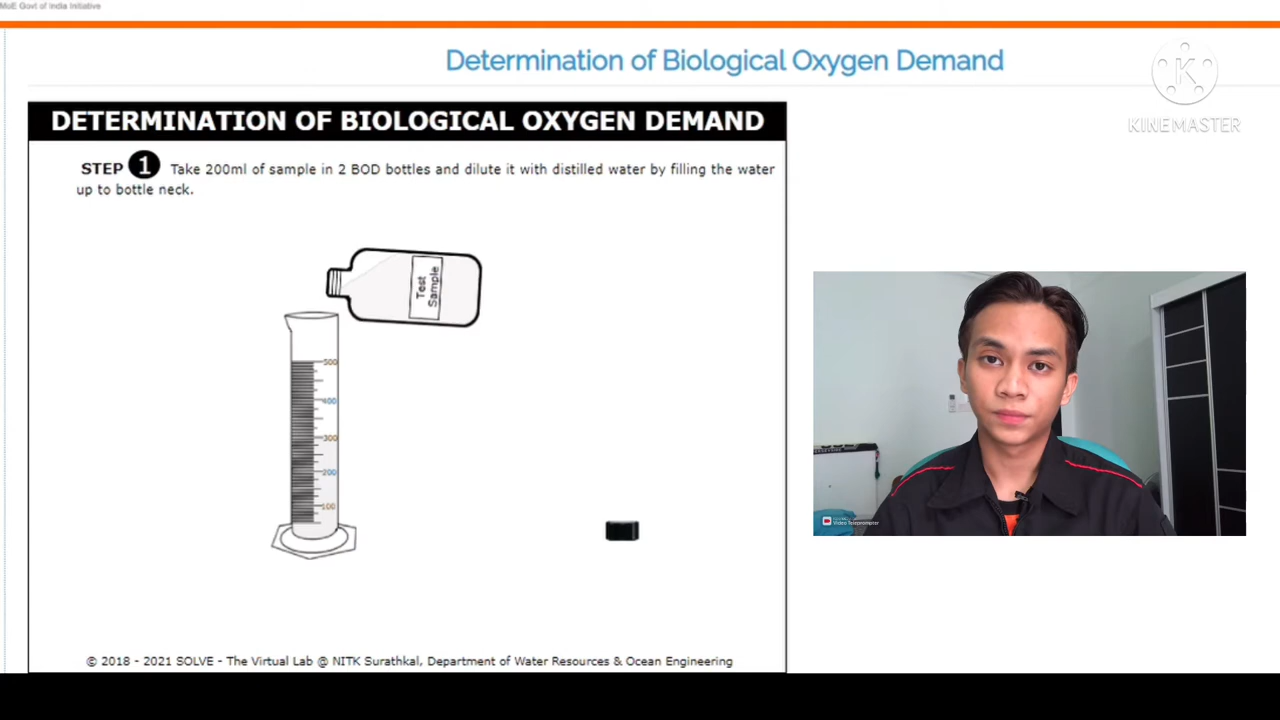 MoE Govt of India Initiative
Determination of Biological Oxygen Demand
K
KINEMASTER
DETERMINATION OF BIOLOGICAL OXYGEN DEMAND
STEP 1 Take 200ml of sample in 2 BOD bottles and dilute it with distilled water by filling the water
up to bottle neck.
Test
Sample
500
400
300
200
100
Video Teleprompter
© 2018 - 2021 SOLVE - The Virtual Lab @ NITK Surathkal, Department of Water Resources & Ocean Engineering